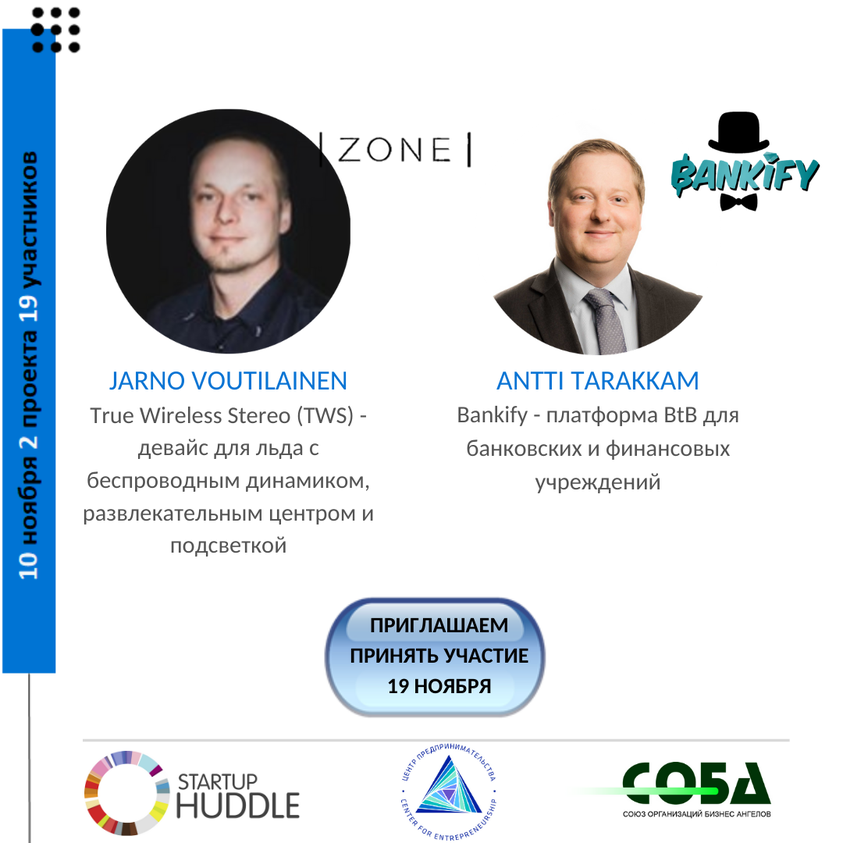 10 ноября 2 проекта 19 участников
|ZONE|
BANKIFY
JARNO VOUTILAINEN
True Wireless Stereo (TWS) -
девайс для льда с
беспроводным динамиком,
развлекательным центром и
подсветкой
ANTTI TARAKKAM
Bankify - платформа BtB для
банковских и финансовых
учреждений
ПРИГЛАШАЕМ
ПРИНЯТЬ УЧАСТИЕ
19 НОЯБРЯ
STARTUP
HUDDLE
ЦЕНТР ПРЕДПРИНИМАТЕЛЬСТВА
CENTER FOR ENTREPRENEURSHIP
СОБА
СОЮЗ ОРГАНИЗАЦИЙ БИЗНЕС АНГЕЛОВ